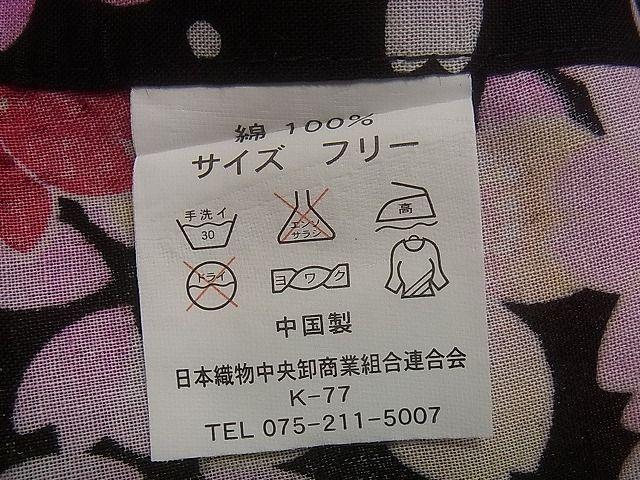 綿 100%
サイズ フリー
手洗イ
30
エンソ
サラシ
高
ドライ
ヨワク
中国製
日本織物中央卸商業組合連合会
K-77
TEL 075-211-5007